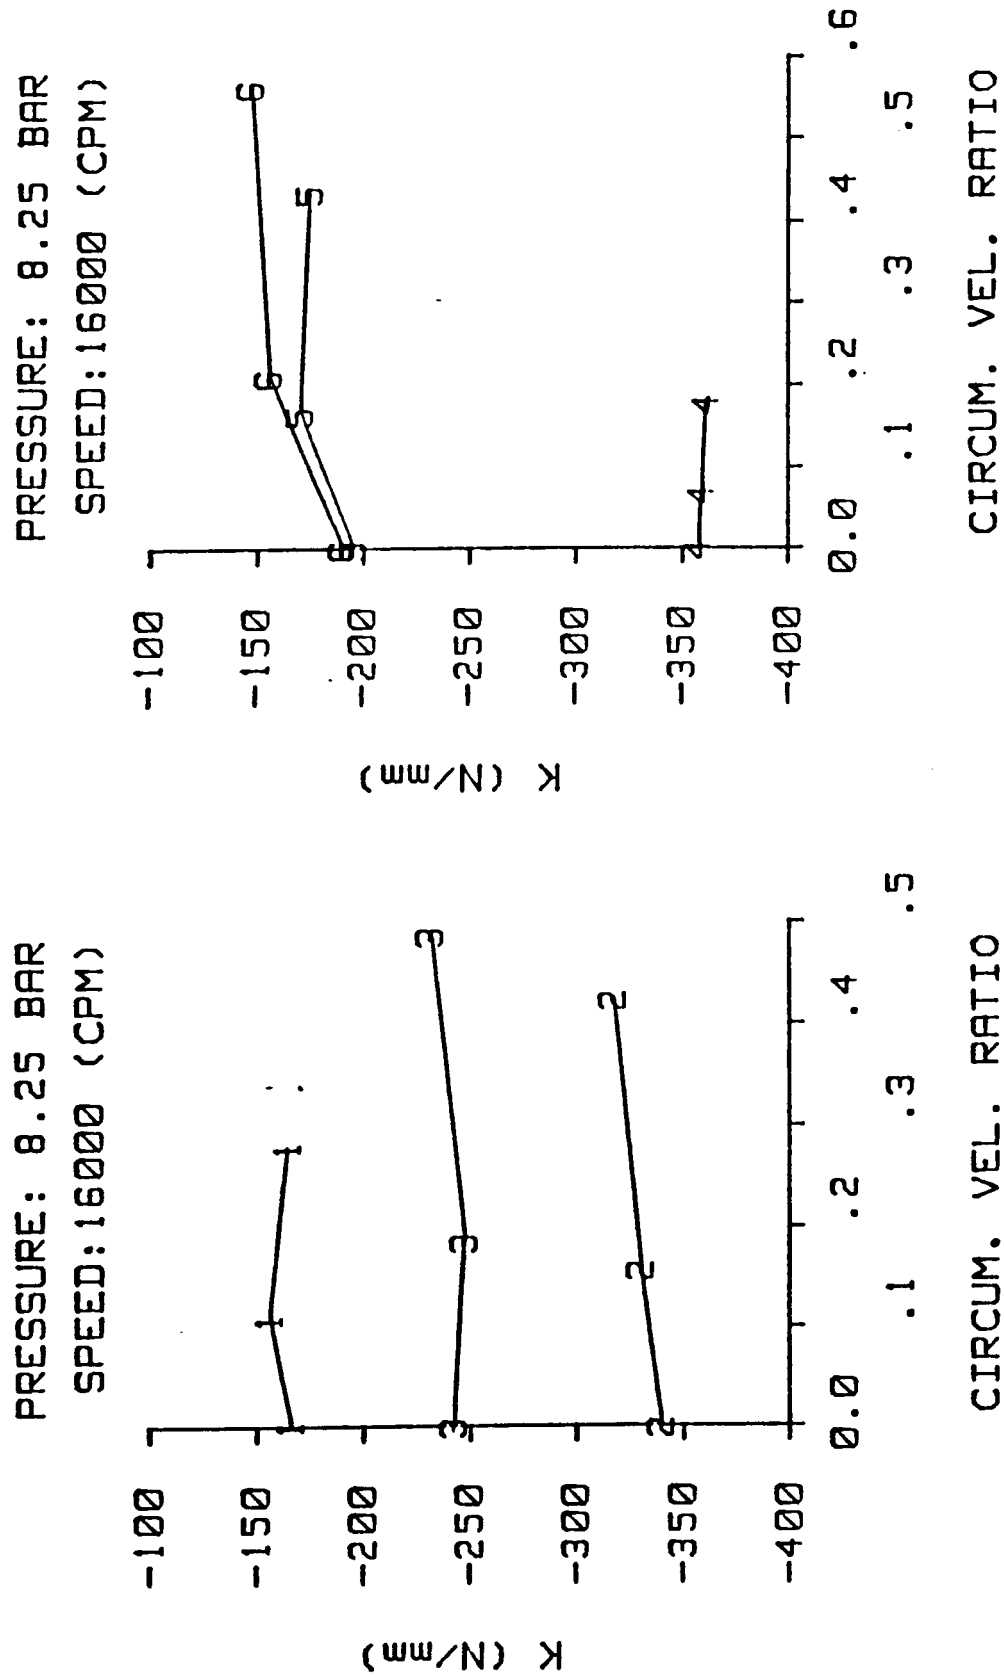 PRESSURE: 8.25 BAR
SPEED:16000 (CPM)
-100
-150
-200
-250
-300
-350
-400
K (N/mm)
1 1 1
3 3 3
2 2 2
0.0 .1 .2 .3 .4 .5
CIRCUM. VEL. RATIO
PRESSURE: 8.25 BAR
SPEED:16000 (CPM)
-100
-150
-200
-250
-300
-350
-400
K (N/mm)
6 6 6
5 5 5
4 4 4
0.0 .1 .2 .3 .4 .5 .6
CIRCUM. VEL. RATIO